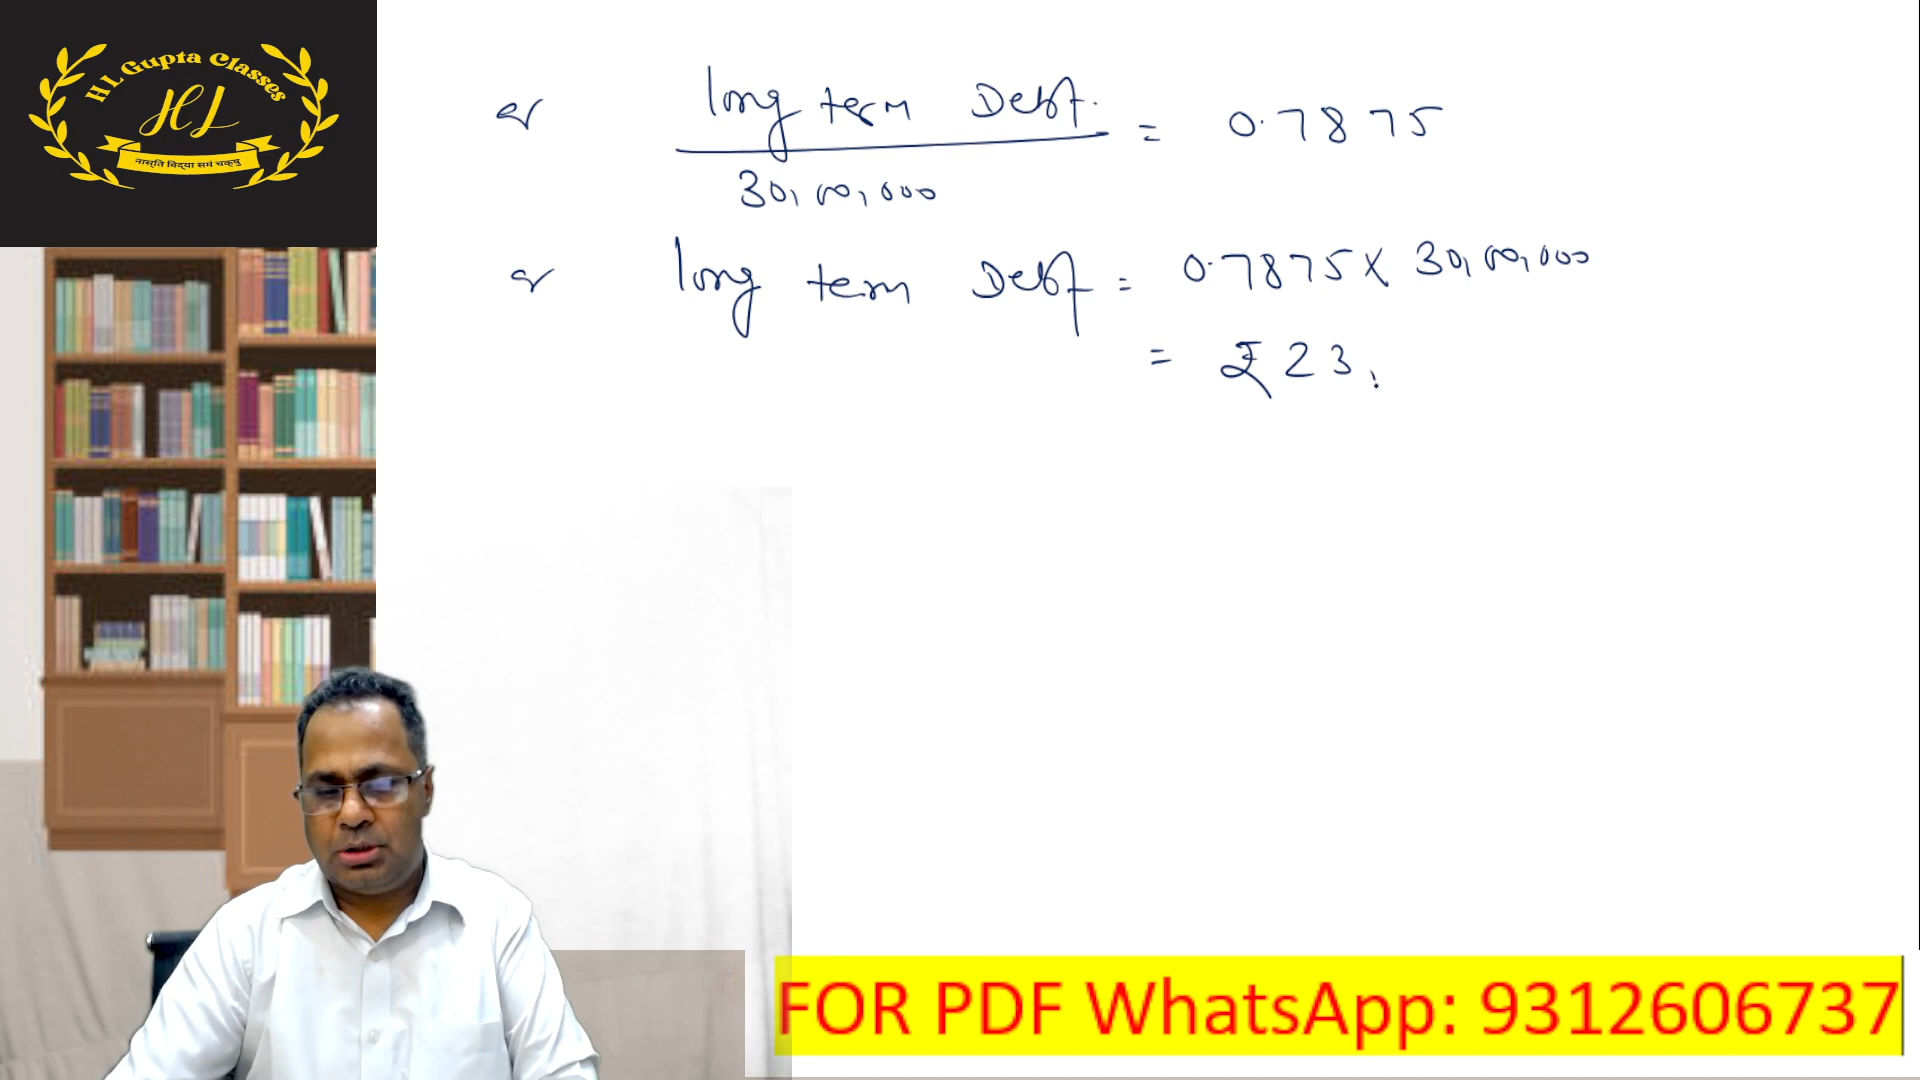 HL Gupta Classes
HL
नास्ति विद्या समं चक्षु
or Long term Debt. / 30,00,000 = 0.7875
or Long term Debt = 0.7875 x 30,00,000
= ₹ 23,
FOR PDF WhatsApp: 9312606737